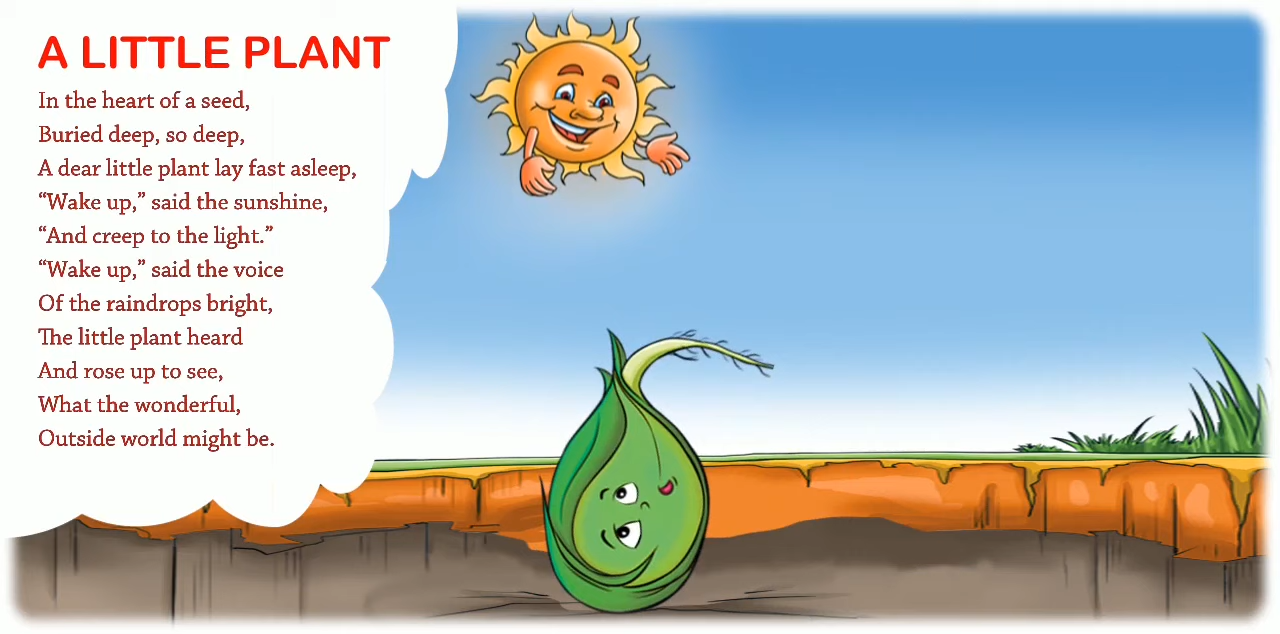 A LITTLE PLANT
In the heart of a seed,
Buried deep, so deep,
A dear little plant lay fast asleep,
“Wake up,” said the sunshine,
“And creep to the light.”
“Wake up,” said the voice
Of the raindrops bright,
The little plant heard
And rose up to see,
What the wonderful,
Outside world might be.